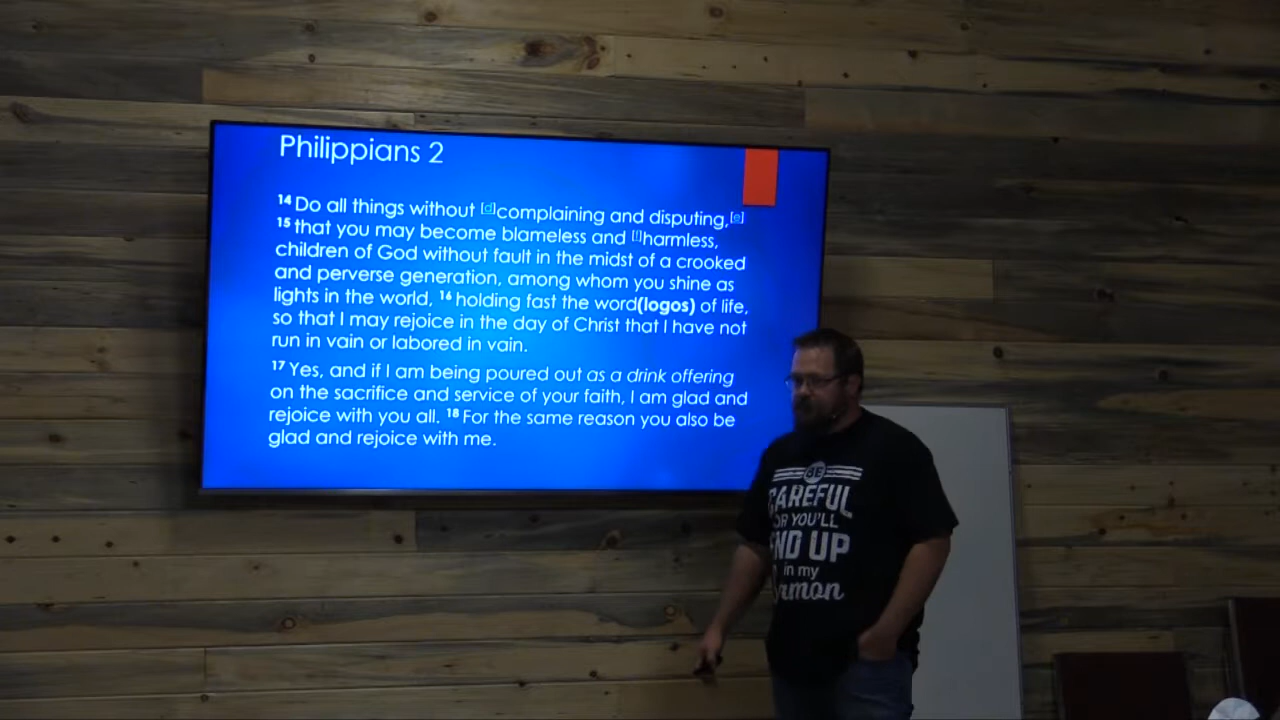 Philippians 2
14 Do all things without [d]complaining and disputing,[e]
15 that you may become blameless and [f]harmless,
children of God without fault in the midst of a crooked
and perverse generation, among whom you shine as
lights in the world, 16 holding fast the word(logos) of life,
so that I may rejoice in the day of Christ that I have not
run in vain or labored in vain.
17 Yes, and if I am being poured out as a drink offering
on the sacrifice and service of your faith, I am glad and
rejoice with you all. 18 For the same reason you also be
glad and rejoice with me.
BE
CAREFUL
OR YOU'LL
END UP
in my
Sermon